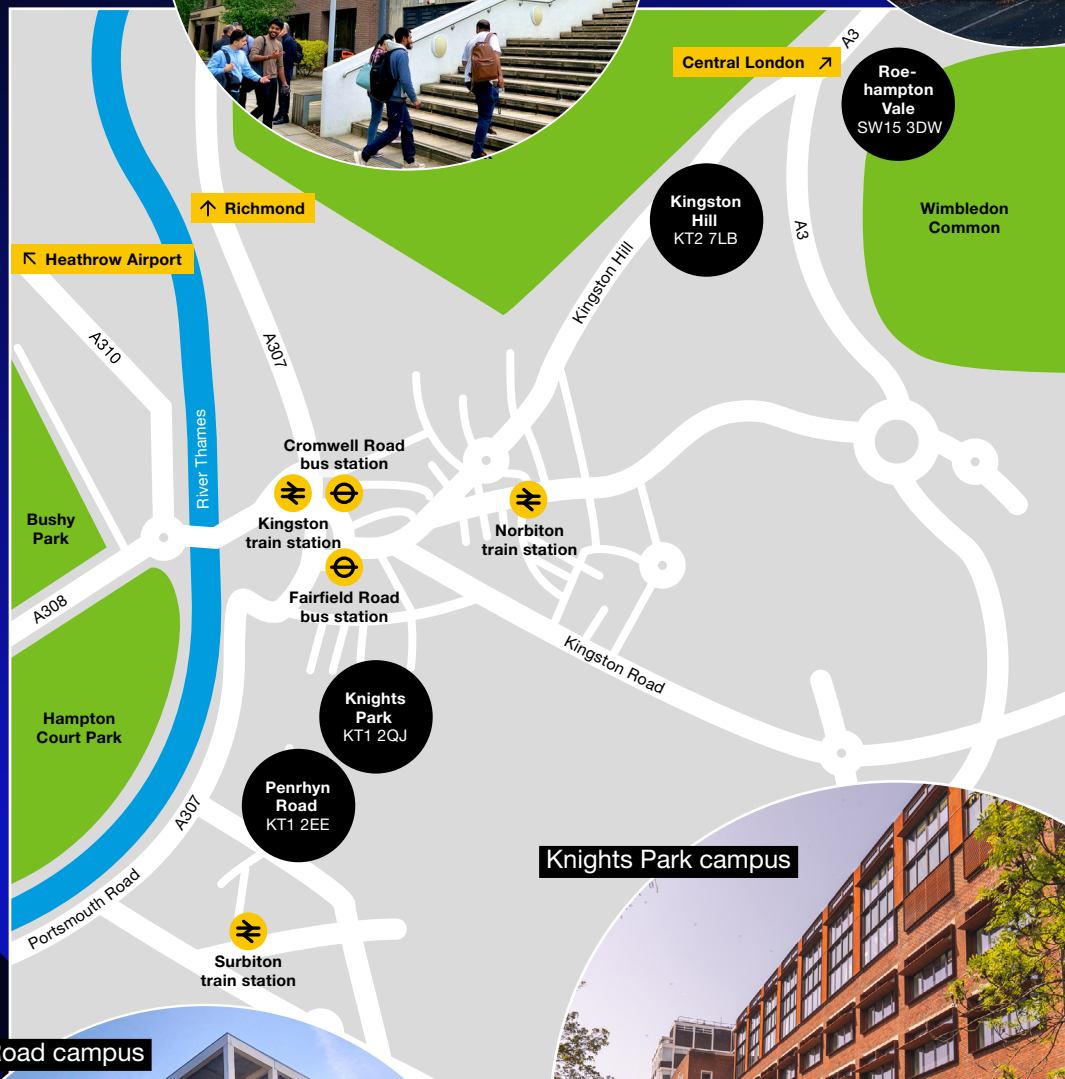 A3
Central London
Roe-
hampton
Vale
SW15 3DW
Kingston
Hill
KT2 7LB
Richmond
Wimbledon
Common
A3
Heathrow Airport
Kingston Hill
A310
A307
River Thames
Cromwell Road
bus station
Bushy
Park
Kingston
train station
Norbiton
train station
Fairfield Road
bus station
A308
Kingston Road
Knights
Park
KT1 2QJ
Hampton
Court Park
Penrhyn
Road
KT1 2EE
A307
Knights Park campus
Portsmouth Road
Surbiton
train station
Road campus